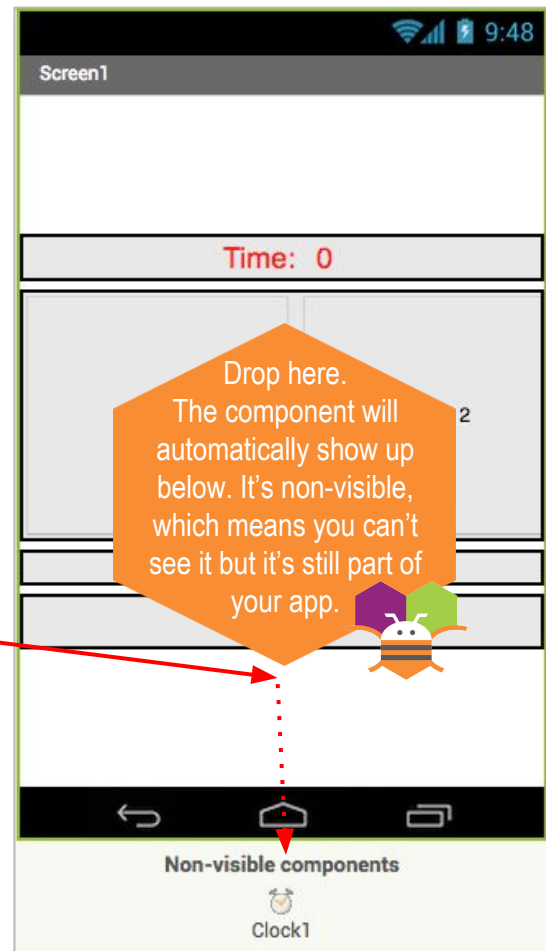 9:48
Screen1
Time: 0
Drop here.
The component will
2
automatically show up
below. It's non-visible,
which means you can't
see it but it's still part of
your app.
Non-visible components
Clock1